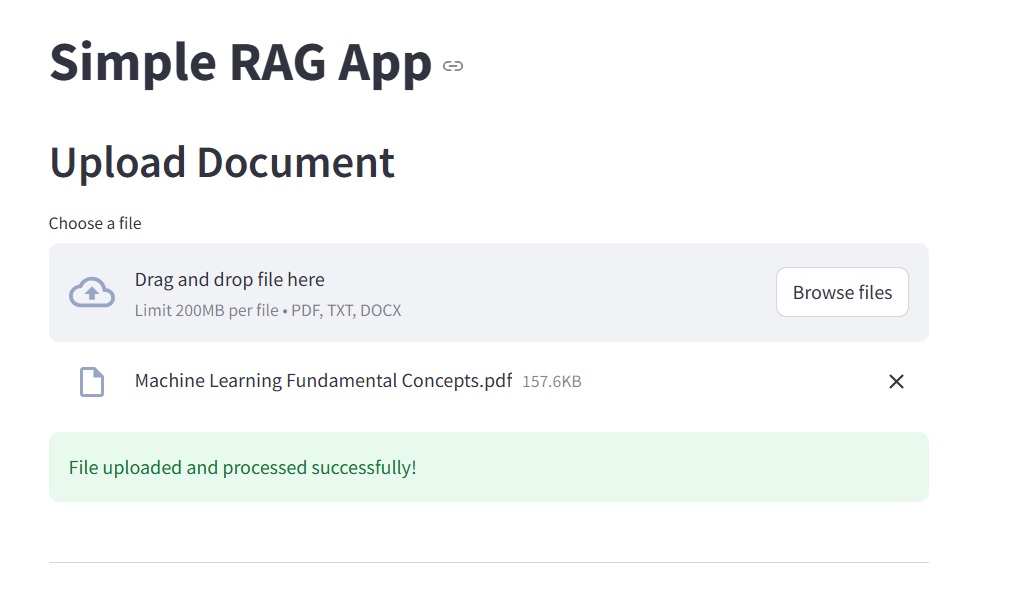 Simple RAG App
Upload Document
Choose a file
Drag and drop file here
Limit 200MB per file • PDF, TXT, DOCX
Browse files
Machine Learning Fundamental Concepts.pdf 157.6KB
File uploaded and processed successfully!